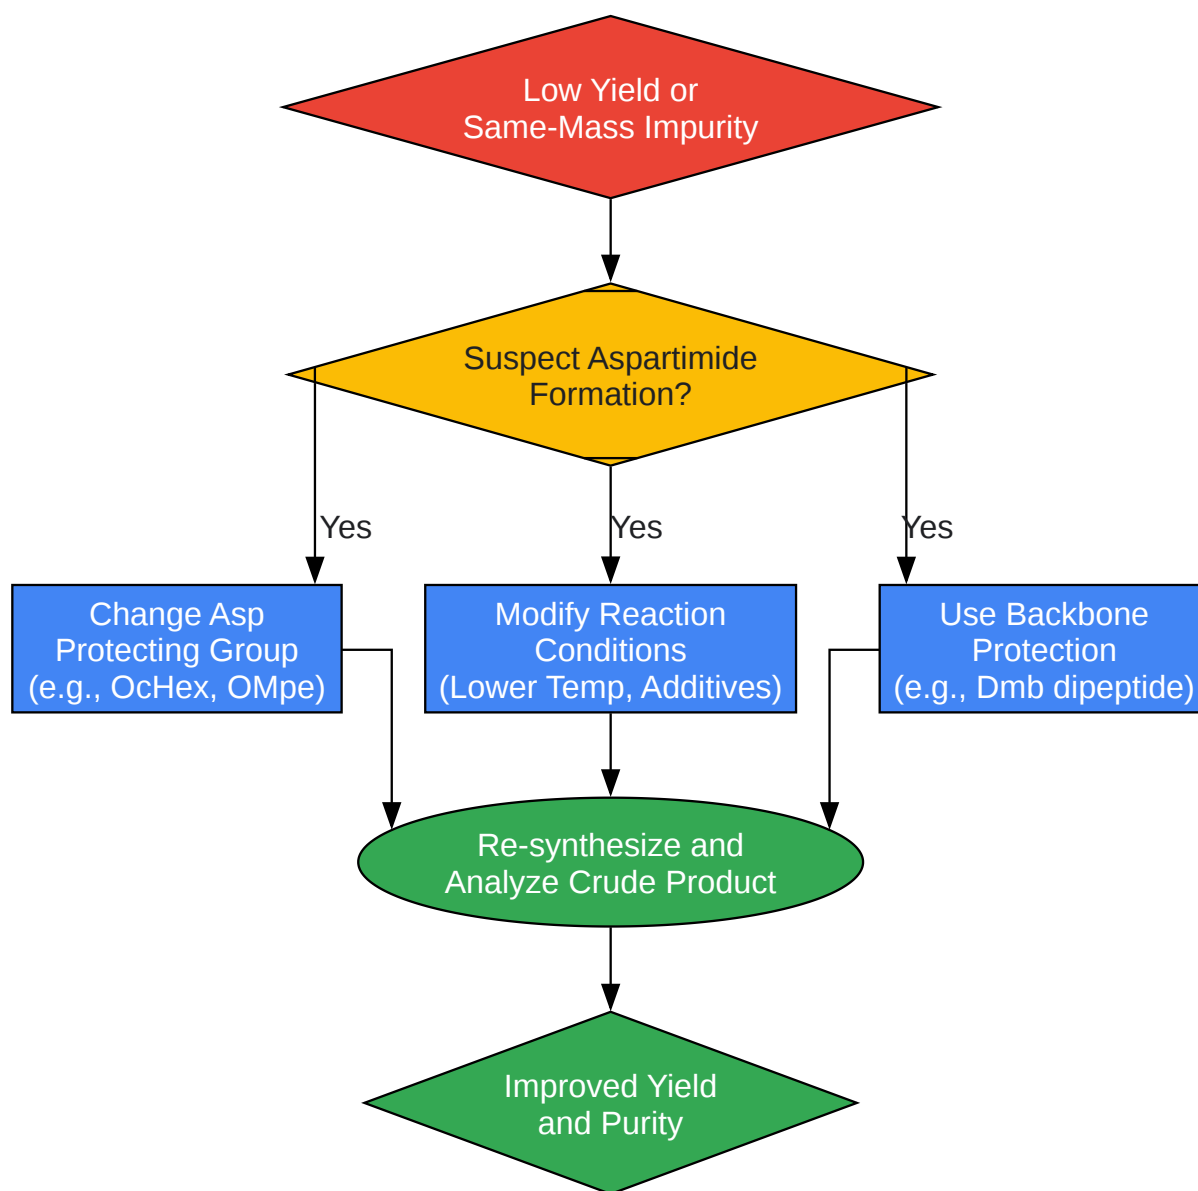 Low Yield or
Same-Mass Impurity
Suspect Aspartimide
Formation?
Yes
Yes
Yes
Change Asp
Protecting Group
(e.g., OcHex, OMpe)
Modify Reaction
Conditions
(Lower Temp, Additives)
Use Backbone
Protection
(e.g., Dmb dipeptide)
Re-synthesize and
Analyze Crude Product
Improved Yield
and Purity